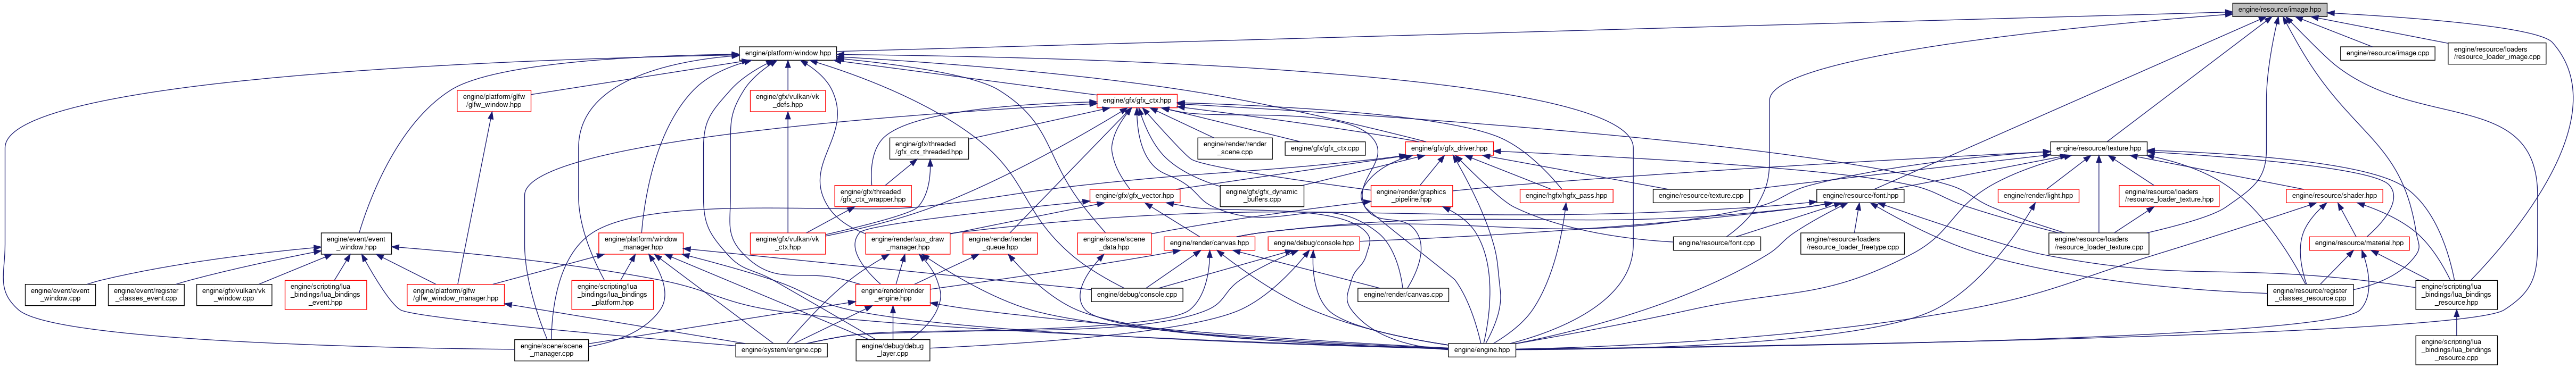 engine/resource/image.hpp
engine/platform/window.hpp
engine/resource/image.cpp
engine/resource/loaders
/resource_loader_image.cpp
engine/platform/glfw
/glfw_window.hpp
engine/gfx/vulkan/vk
_defs.hpp
engine/gfx/gfx_ctx.hpp
engine/gfx/threaded
/gfx_ctx_threaded.hpp
engine/render/render
_scene.cpp
engine/gfx/gfx_ctx.cpp
engine/gfx/gfx_driver.hpp
engine/resource/texture.hpp
engine/gfx/threaded
/gfx_ctx_wrapper.hpp
engine/gfx/gfx_vector.hpp
engine/gfx/gfx_dynamic
_buffers.cpp
engine/render/graphics
_pipeline.hpp
engine/hgfx/hgfx_pass.hpp
engine/resource/texture.cpp
engine/resource/font.hpp
engine/render/light.hpp
engine/resource/loaders
/resource_loader_texture.hpp
engine/resource/shader.hpp
engine/event/event
_window.hpp
engine/platform/window
_manager.hpp
engine/gfx/vulkan/vk
_ctx.hpp
engine/render/aux_draw
_manager.hpp
engine/render/render
_queue.hpp
engine/scene/scene
_data.hpp
engine/render/canvas.hpp
engine/debug/console.hpp
engine/resource/font.cpp
engine/resource/loaders
/resource_loader_freetype.cpp
engine/resource/loaders
/resource_loader_texture.cpp
engine/resource/material.hpp
engine/event/event
_window.cpp
engine/event/register
_classes_event.cpp
engine/gfx/vulkan/vk
_window.cpp
engine/scripting/lua
_bindings/lua_bindings
_event.hpp
engine/platform/glfw
/glfw_window_manager.hpp
engine/scripting/lua
_bindings/lua_bindings
_platform.hpp
engine/render/render
_engine.hpp
engine/debug/console.cpp
engine/render/canvas.cpp
engine/resource/register
_classes_resource.cpp
engine/scripting/lua
_bindings/lua_bindings
_resource.hpp
engine/scene/scene
_manager.cpp
engine/system/engine.cpp
engine/debug/debug
_layer.cpp
engine/engine.hpp
engine/scripting/lua
_bindings/lua_bindings
_resource.cpp